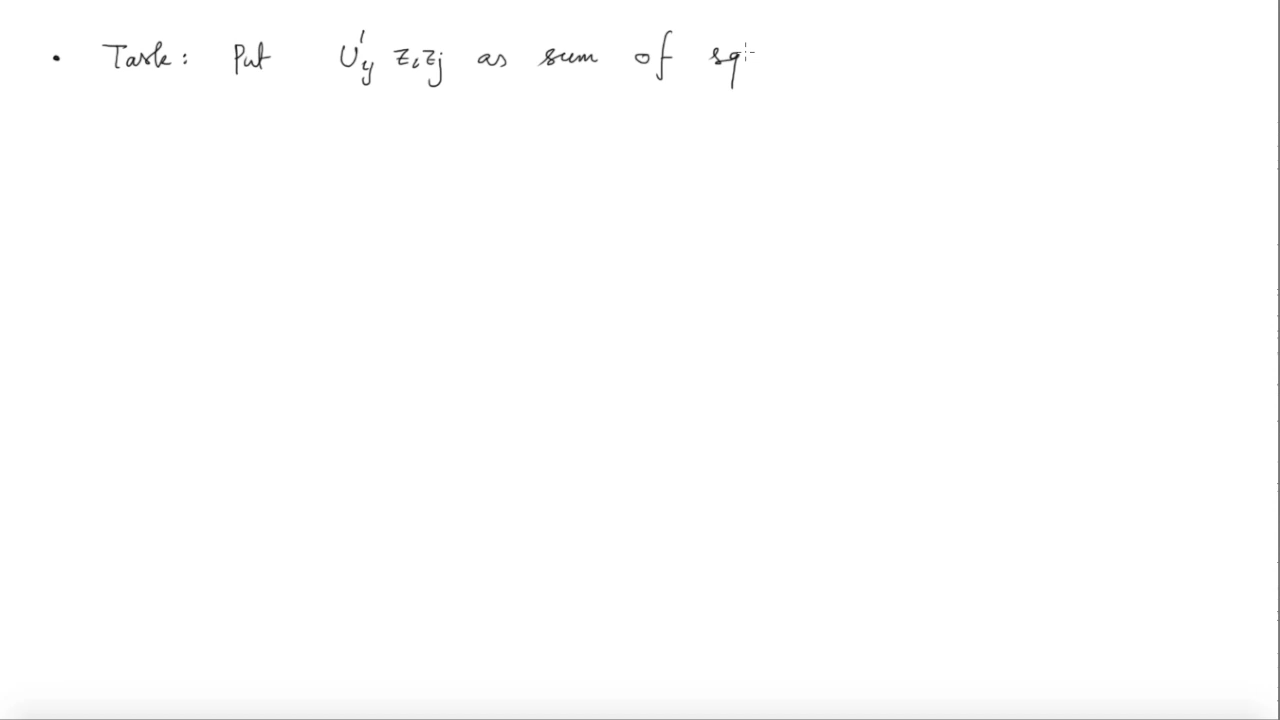 • Task: Put U'ij zizj as sum of sq